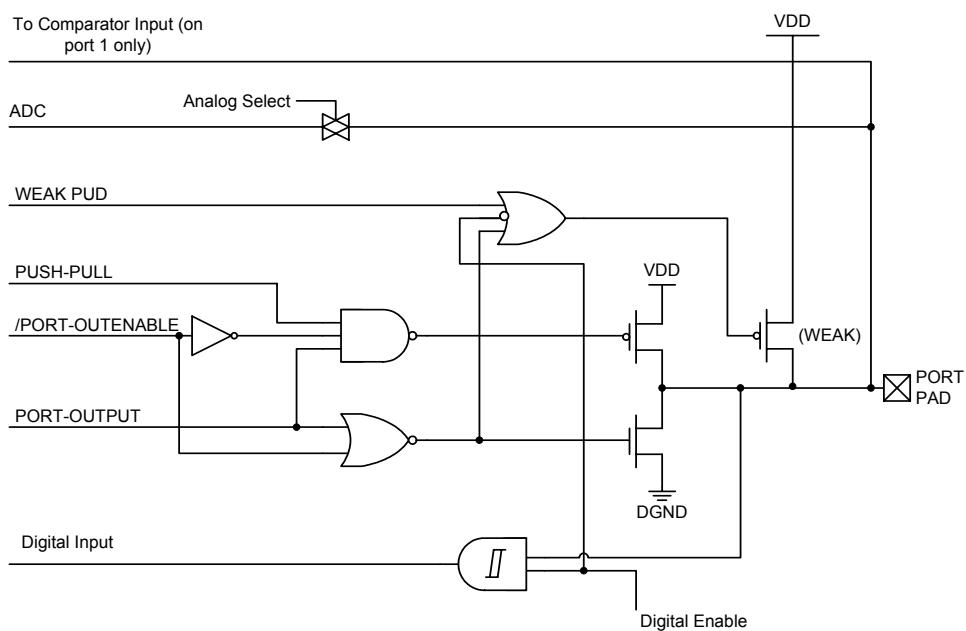 To Comparator Input (on
port 1 only)
VDD
Analog Select
ADC
WEAK PUD
PUSH-PULL
VDD
/PORT-OUTENABLE
(WEAK)
PORT
PAD
PORT-OUTPUT
DGND
Digital Input
Digital Enable